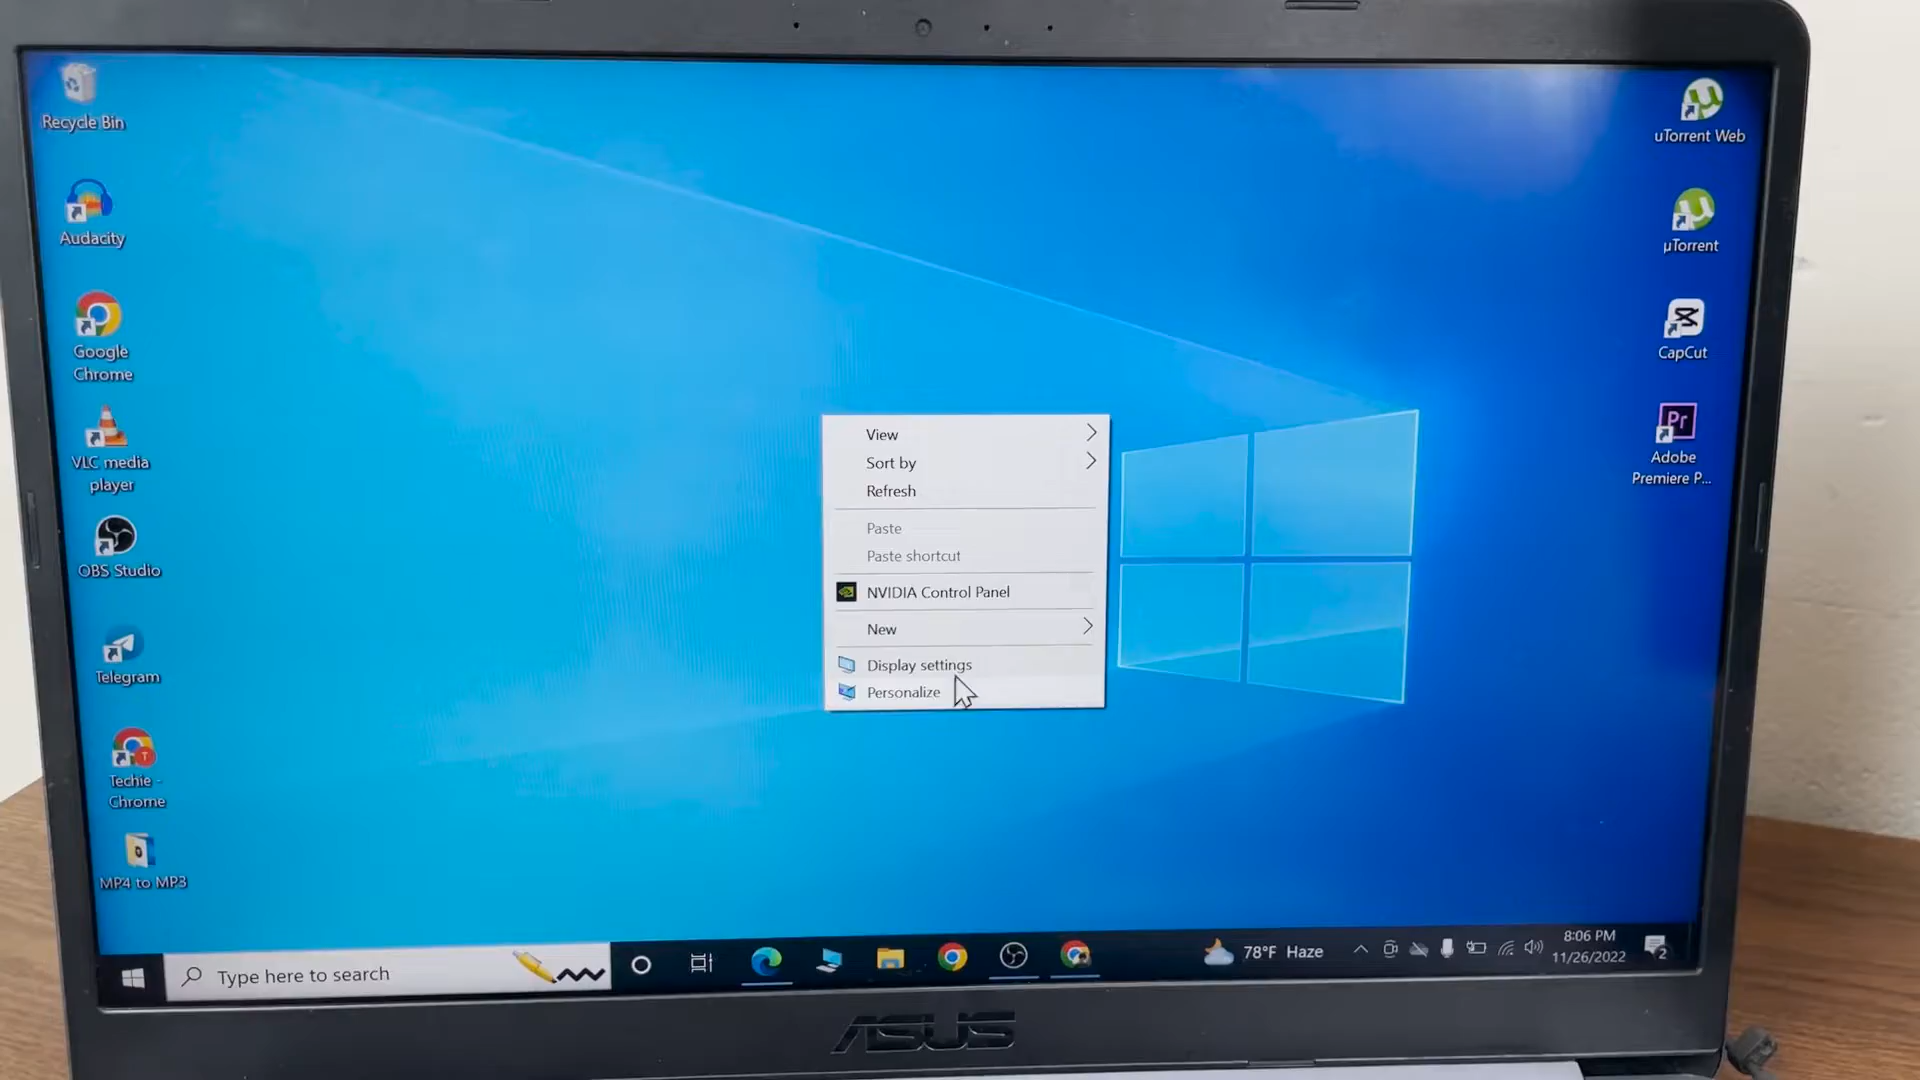 Recycle Bin
Audacity
Google
Chrome
VLC media
player
OBS Studio
Telegram
Techie -
Chrome
MP4 to MP3
uTorrent Web
µTorrent
CapCut
Pr
Adobe
Premiere P...
View
Sort by
Refresh
Paste
Paste shortcut
NVIDIA Control Panel
New
Display settings
Personalize
Type here to search
78°F Haze
8:06 PM
11/26/2022
2
ASUS